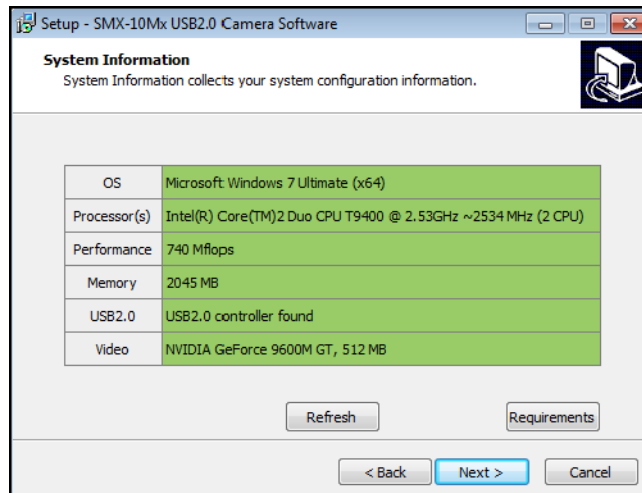 Setup - SMX-10Mx USB2.0 Camera Software
System Information
System Information collects your system configuration information.
OS Microsoft Windows 7 Ultimate (x64)
Processor(s) Intel(R) Core(TM)2 Duo CPU T9400 @ 2.53GHz ~2534 MHz (2 CPU)
Performance 740 Mflops
Memory 2045 MB
USB2.0 USB2.0 controller found
Video NVIDIA GeForce 9600M GT, 512 MB
Refresh Requirements
< Back Next > Cancel